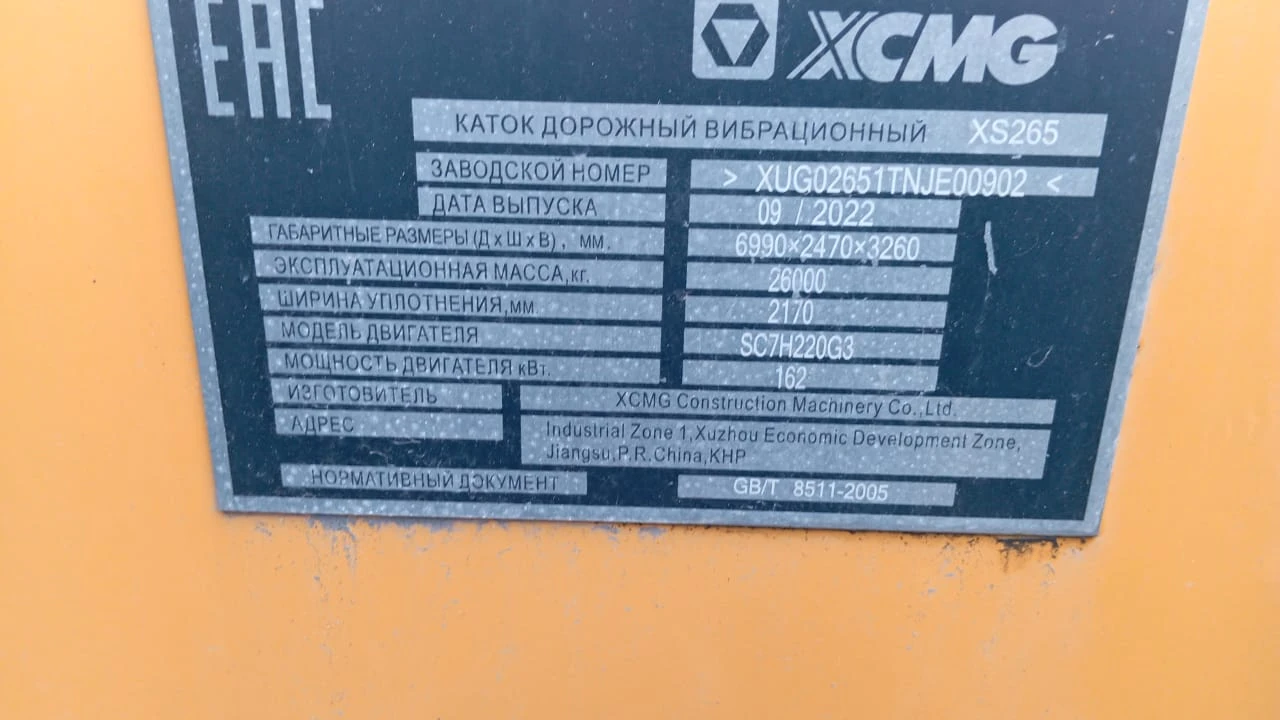 EAC
XCMG
КАТОК ДОРОЖНЫЙ ВИБРАЦИОННЫЙ XS265
ЗАВОДСКОЙ НОМЕР > XUG02651TNJE00902 <
ДАТА ВЫПУСКА 09 / 2022
ГАБАРИТНЫЕ РАЗМЕРЫ (Д х Ш х В) , мм. 6990×2470×3260
ЭКСПЛУАТАЦИОННАЯ МАССА,кг. 26000
ШИРИНА УПЛОТНЕНИЯ,мм 2170
МОДЕЛЬ ДВИГАТЕЛЯ SC7H220G3
МОЩНОСТЬ ДВИГАТЕЛЯ кВт. 162
ИЗГОТОВИТЕЛЬ XCMG Construction Machinery Co.,Ltd.
АДРЕС Industrial Zone 1,Xuzhou Economic Development Zone,
Jiangsu,P.R.China,КНР
НОРМАТИВНЫЙ ДОКУМЕНТ GB/T 8511-2005